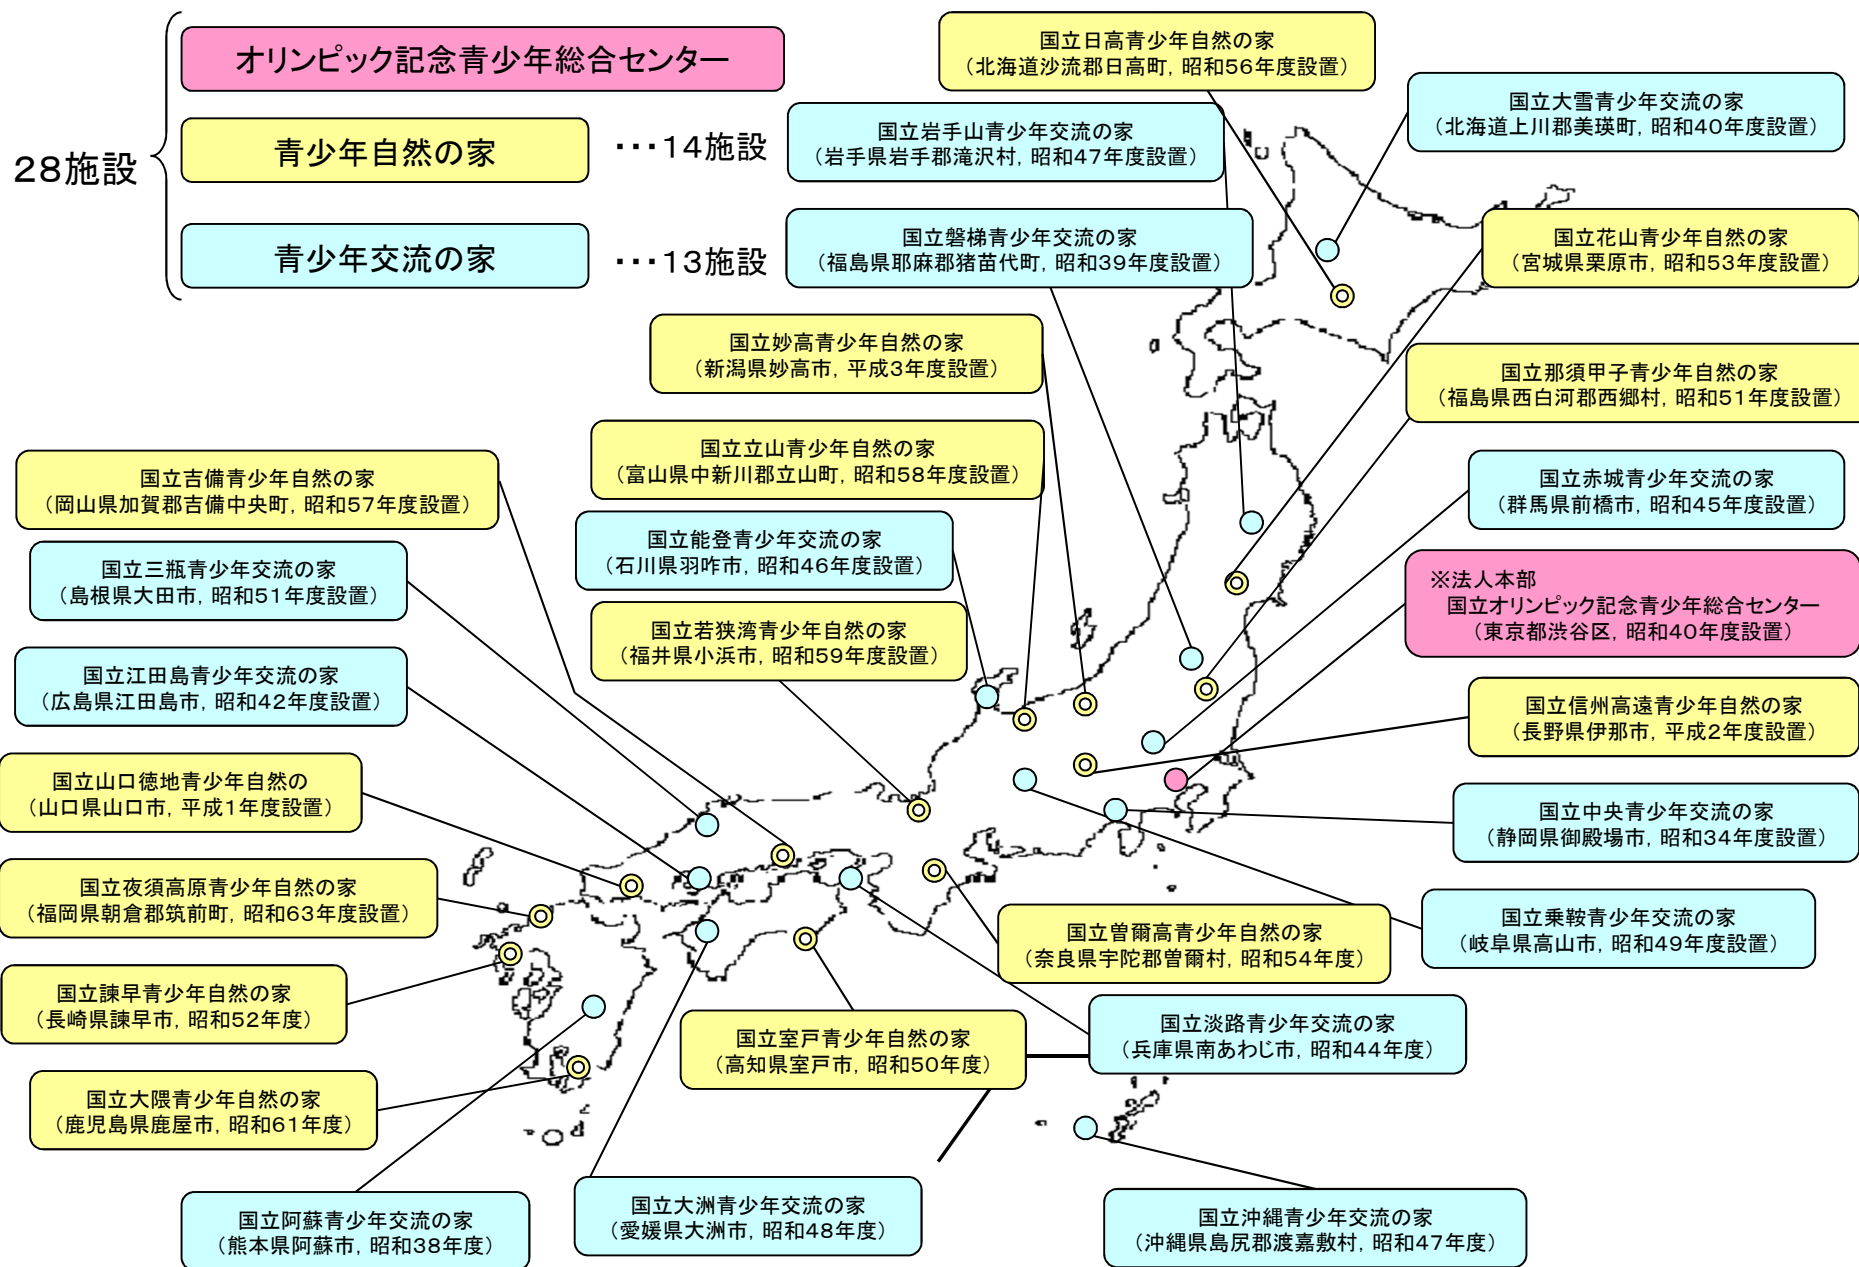 28施設
オリンピック記念青少年総合センター
青少年自然の家
・・・14施設
青少年交流の家
・・・13施設
国立日高青少年自然の家
（北海道沙流郡日高町, 昭和56年度設置）
国立大雪青少年交流の家
（北海道上川郡美瑛町, 昭和40年度設置）
国立岩手山青少年交流の家
（岩手県岩手郡滝沢村, 昭和47年度設置）
国立磐梯青少年交流の家
（福島県耶麻郡猪苗代町, 昭和39年度設置）
国立花山青少年自然の家
（宮城県栗原市, 昭和53年度設置）
国立妙高青少年自然の家
（新潟県妙高市, 平成3年度設置）
国立那須甲子青少年自然の家
（福島県西白河郡西郷村, 昭和51年度設置）
国立立山青少年自然の家
（富山県中新川郡立山町, 昭和58年度設置）
国立吉備青少年自然の家
（岡山県加賀郡吉備中央町, 昭和57年度設置）
国立赤城青少年交流の家
（群馬県前橋市, 昭和45年度設置）
国立能登青少年交流の家
（石川県羽咋市, 昭和46年度設置）
国立三瓶青少年交流の家
（島根県大田市, 昭和51年度設置）
※法人本部
国立オリンピック記念青少年総合センター
（東京都渋谷区, 昭和40年度設置）
国立若狭湾青少年自然の家
（福井県小浜市, 昭和59年度設置）
国立江田島青少年交流の家
（広島県江田島市, 昭和42年度設置）
国立信州高遠青少年自然の家
（長野県伊那市, 平成2年度設置）
国立山口徳地青少年自然の
（山口県山口市, 平成1年度設置）
国立中央青少年交流の家
（静岡県御殿場市, 昭和34年度設置）
国立夜須高原青少年自然の家
（福岡県朝倉郡筑前町, 昭和63年度設置）
国立乗鞍青少年交流の家
（岐阜県高山市, 昭和49年度設置）
国立曽爾高青少年自然の家
（奈良県宇陀郡曽爾村, 昭和54年度）
国立諫早青少年自然の家
（長崎県諫早市, 昭和52年度）
国立淡路青少年交流の家
（兵庫県南あわじ市, 昭和44年度）
国立室戸青少年自然の家
（高知県室戸市, 昭和50年度）
国立大隈青少年自然の家
（鹿児島県鹿屋市, 昭和61年度）
国立大洲青少年交流の家
（愛媛県大洲市, 昭和48年度）
国立阿蘇青少年交流の家
（熊本県阿蘇市, 昭和38年度）
国立沖縄青少年交流の家
（沖縄県島尻郡渡嘉敷村, 昭和47年度）